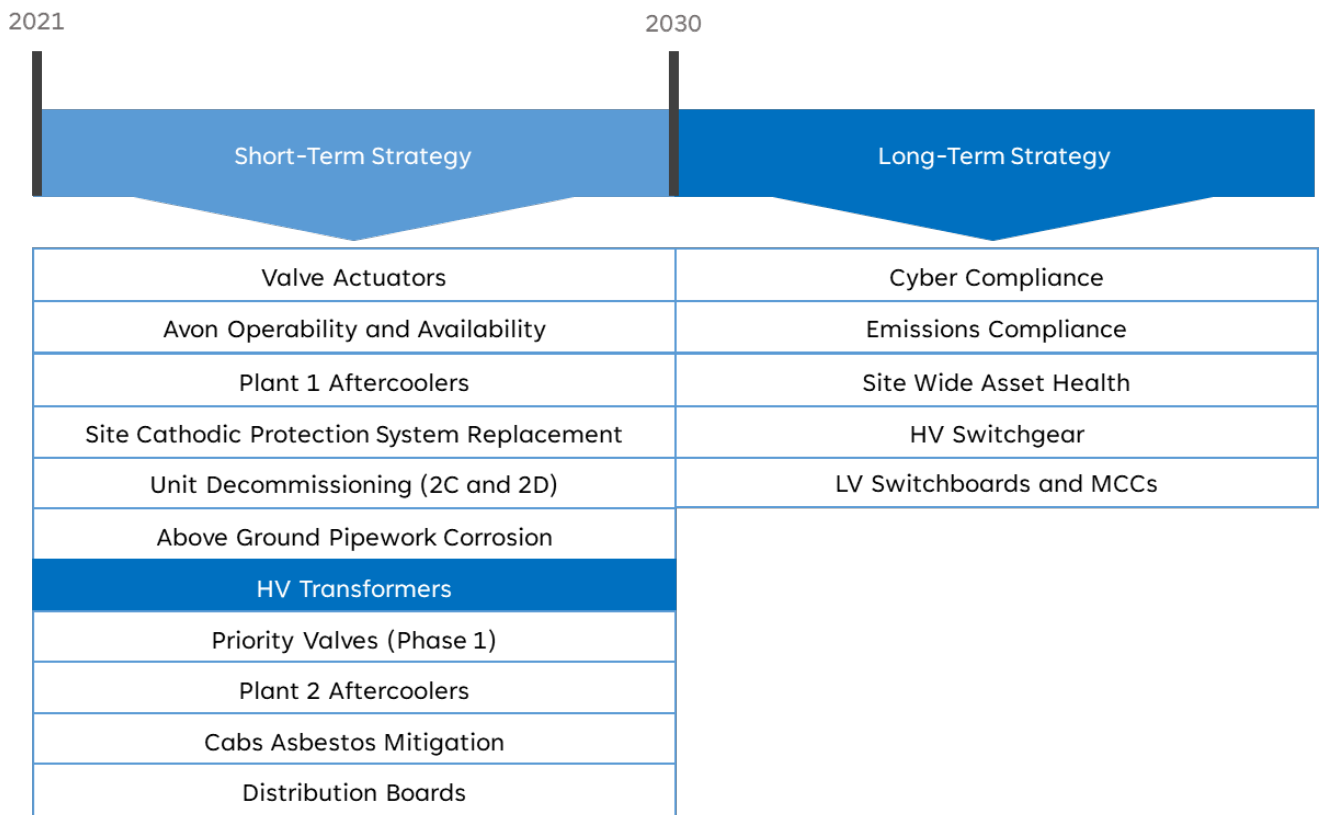 2021
2030
Short-Term Strategy
Long-Term Strategy
Valve Actuators
Cyber Compliance
Avon Operability and Availability
Emissions Compliance
Plant 1 Aftercoolers
Site Wide Asset Health
Site Cathodic Protection System Replacement
HV Switchgear
Unit Decommissioning (2C and 2D)
LV Switchboards and MCCs
Above Ground Pipework Corrosion
HV Transformers
Priority Valves (Phase 1)
Plant 2 Aftercoolers
Cabs Asbestos Mitigation
Distribution Boards